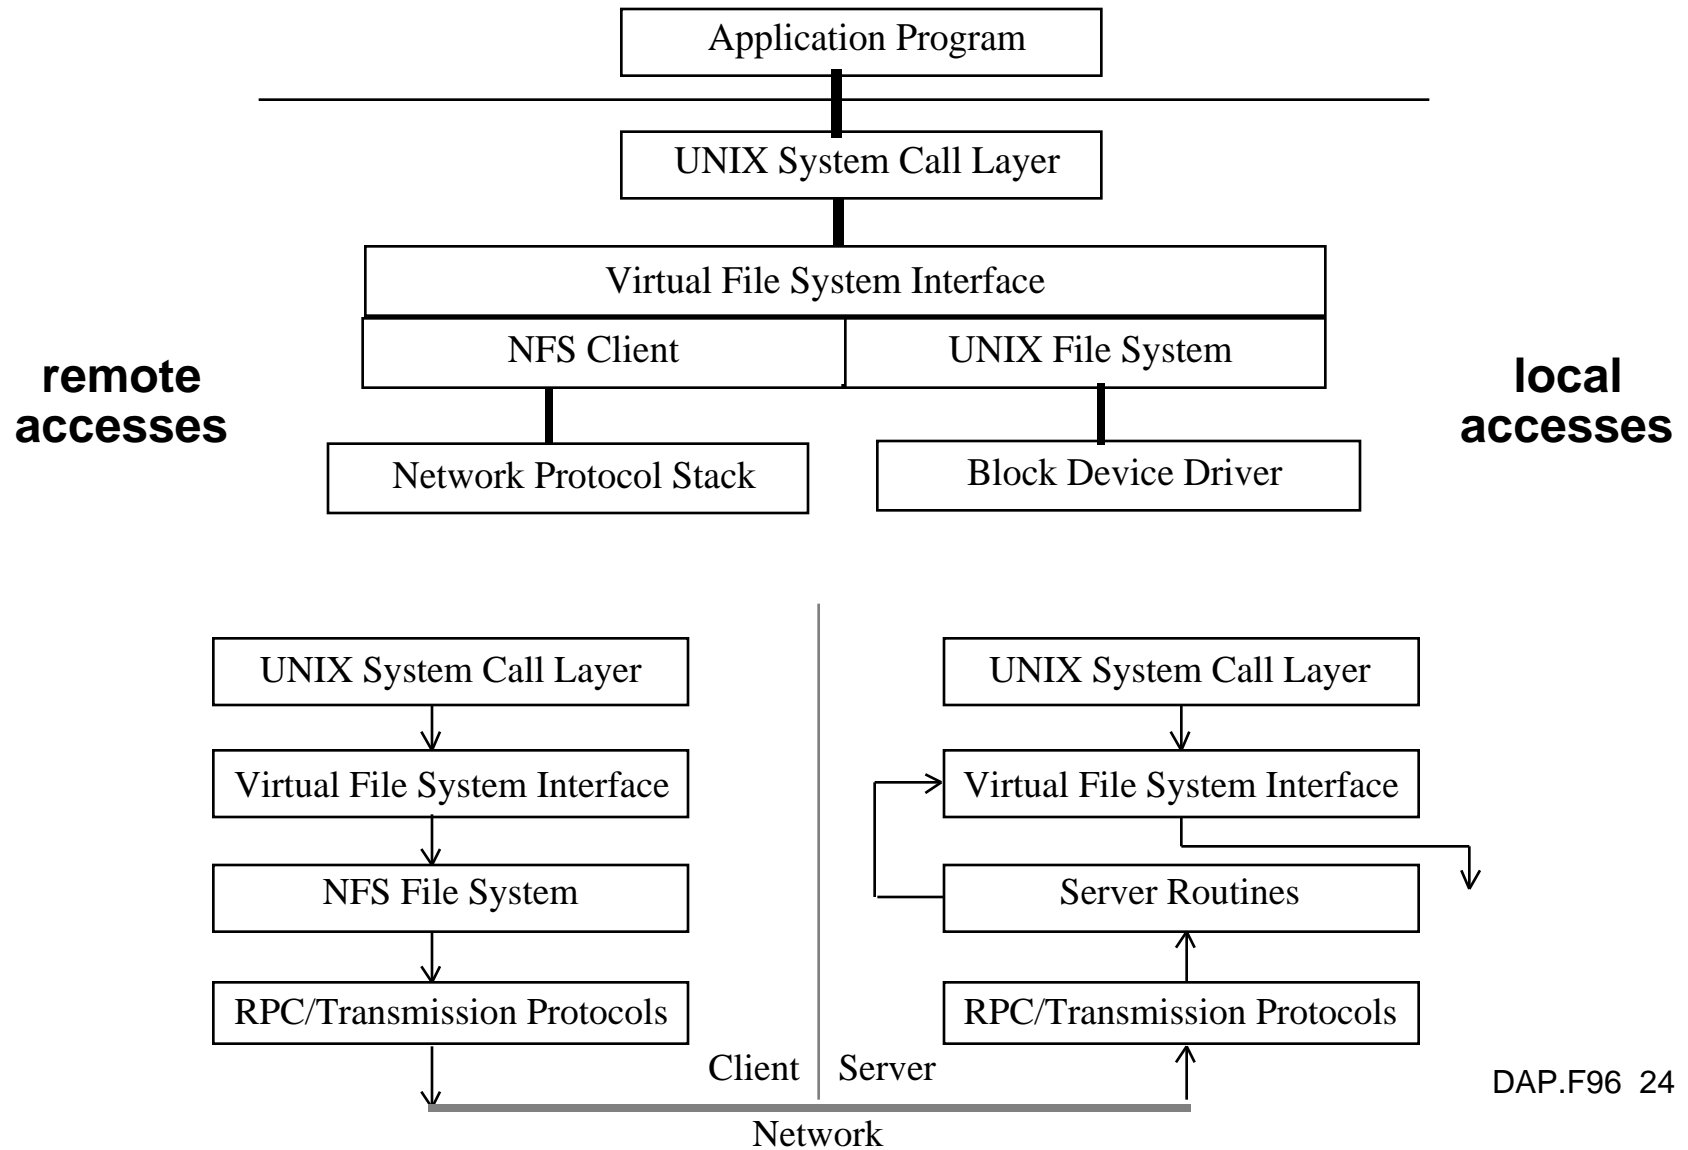 Application Program
UNIX System Call Layer
Virtual File System Interface
NFS Client
UNIX File System
remote
accesses
local
accesses
Network Protocol Stack
Block Device Driver
UNIX System Call Layer
UNIX System Call Layer
Virtual File System Interface
Virtual File System Interface
NFS File System
Server Routines
RPC/Transmission Protocols
RPC/Transmission Protocols
Client
Server
Network
DAP.F96 24